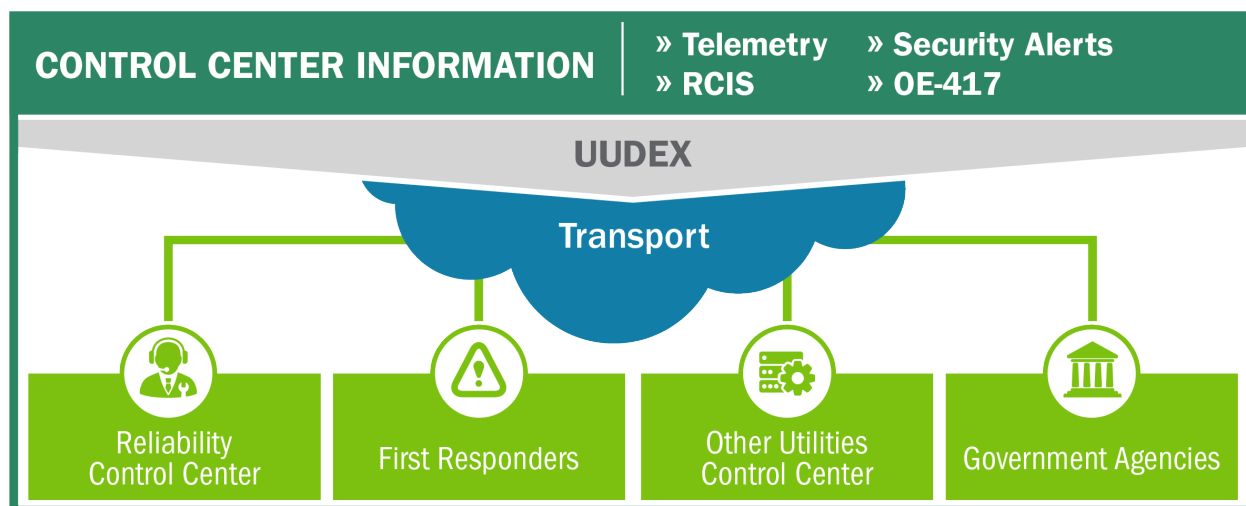 CONTROL CENTER INFORMATION
» Telemetry
» Security Alerts
» RCIS
» OE-417
UUDEX
Transport
Reliability
Control Center
First Responders
Other Utilities
Control Center
Government Agencies